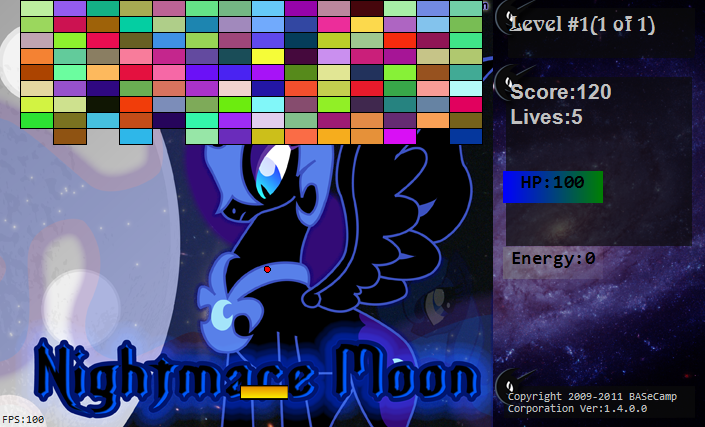 Level #1(1 of 1)
Score:120
Lives:5
HP:100
Energy:0
Nightmare Moon
Copyright 2009-2011 BASeCamp
Corporation Ver:1.4.0.0
FPS:100